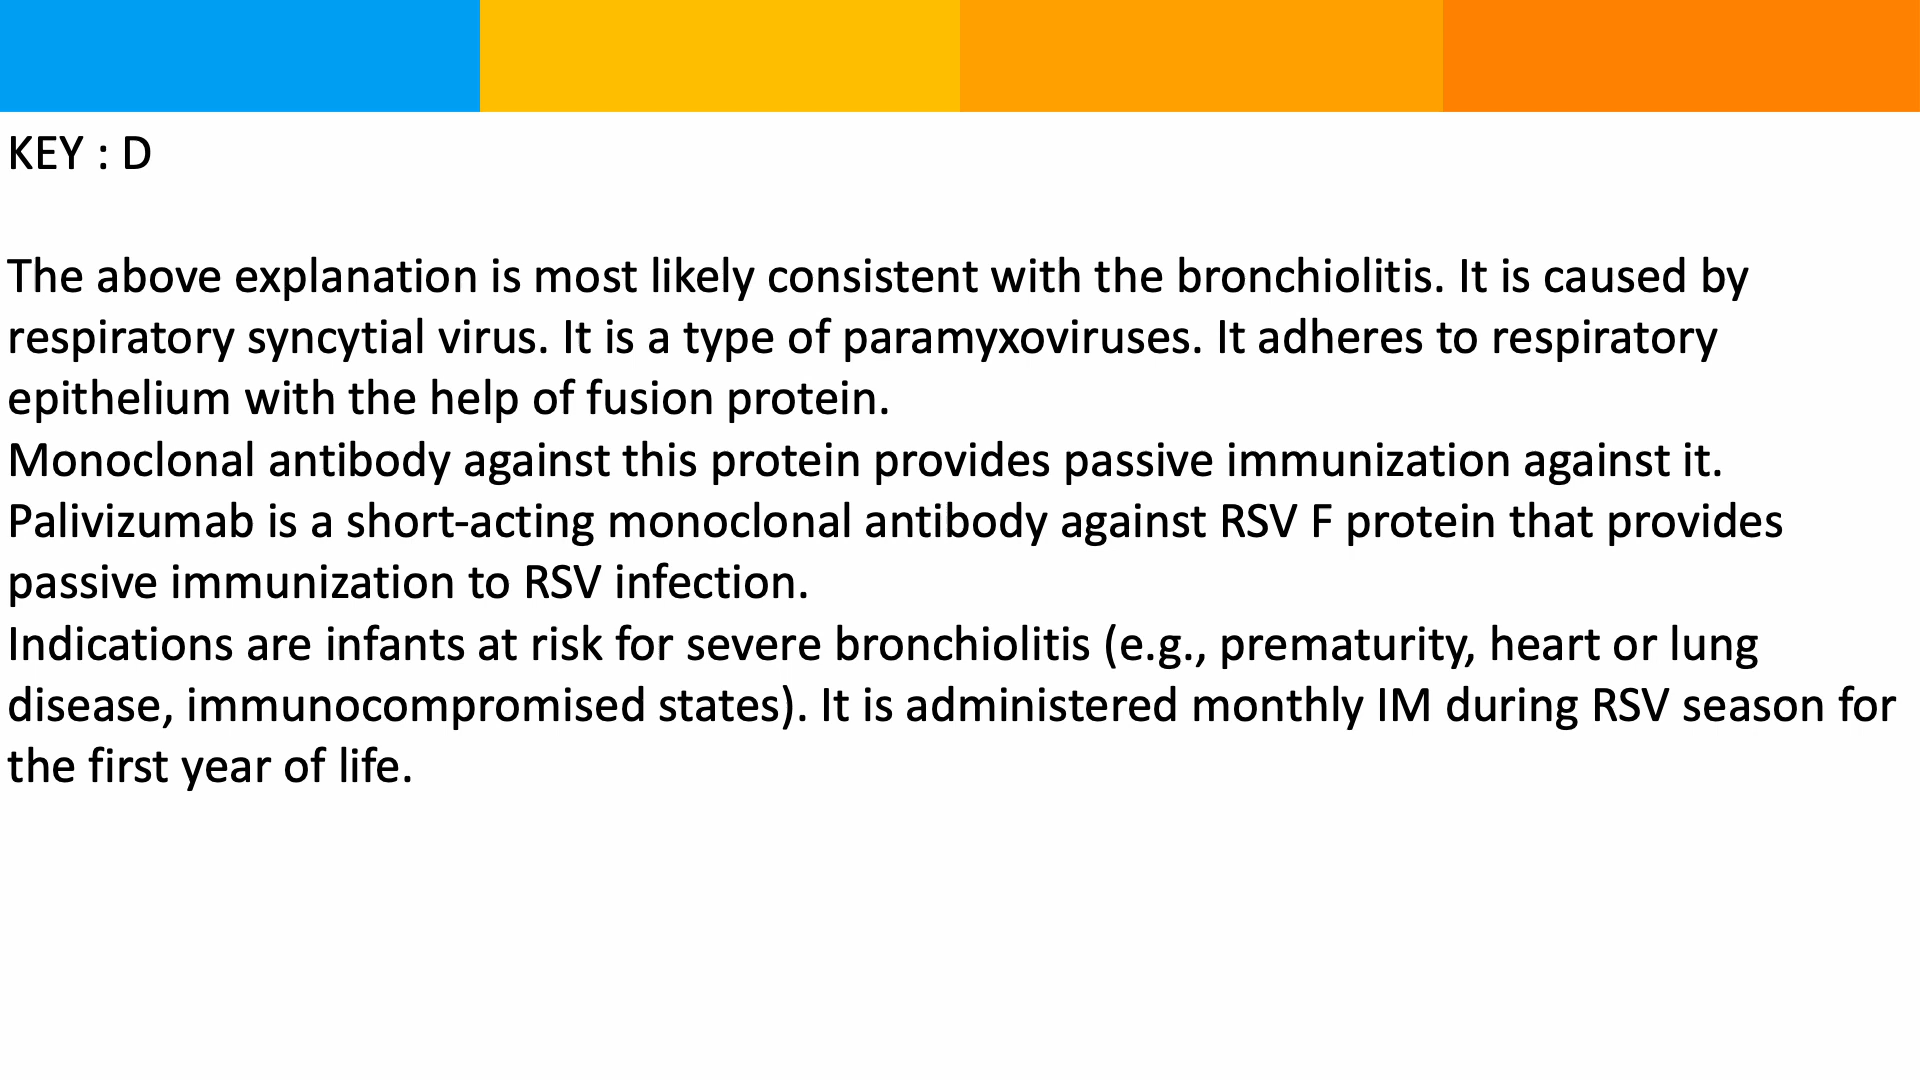 KEY : D
The above explanation is most likely consistent with the bronchiolitis. It is caused by
respiratory syncytial virus. It is a type of paramyxoviruses. It adheres to respiratory
epithelium with the help of fusion protein.
Monoclonal antibody against this protein provides passive immunization against it.
Palivizumab is a short-acting monoclonal antibody against RSV F protein that provides
passive immunization to RSV infection.
Indications are infants at risk for severe bronchiolitis (e.g., prematurity, heart or lung
disease, immunocompromised states). It is administered monthly IM during RSV season for
the first year of life.